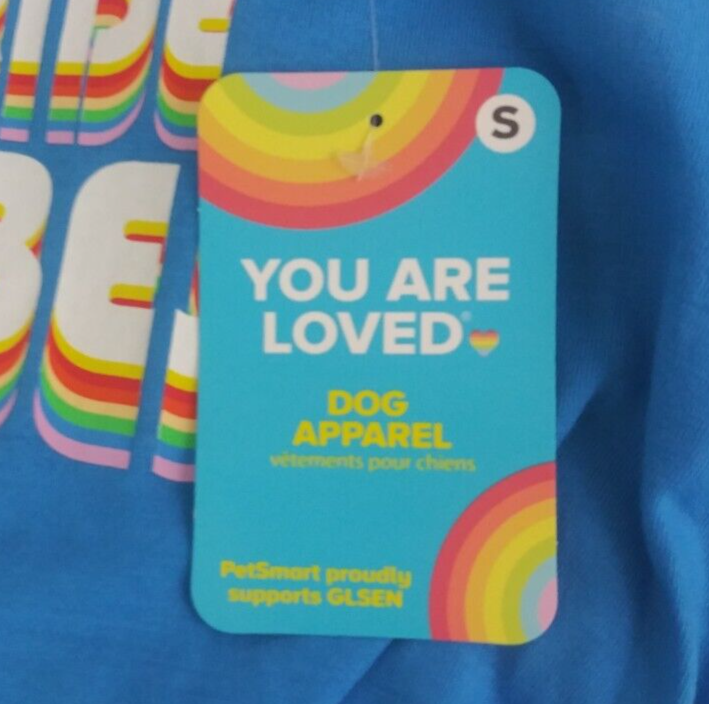 S
YOU ARE
LOVED®
DOG
APPAREL
vêtements pour chiens
PetSmart proudly
supports GLSEN